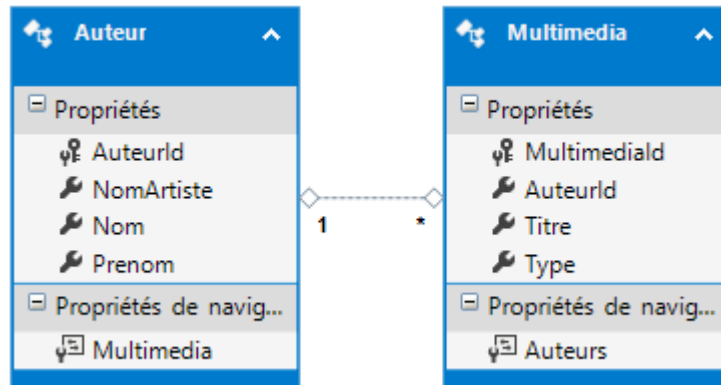 Auteur
Propriétés
AuteurId
NomArtiste
Nom
Prenom
Propriétés de navig...
Multimedia
1
*
Multimedia
Propriétés
MultimediaId
AuteurId
Titre
Type
Propriétés de navig...
Auteurs